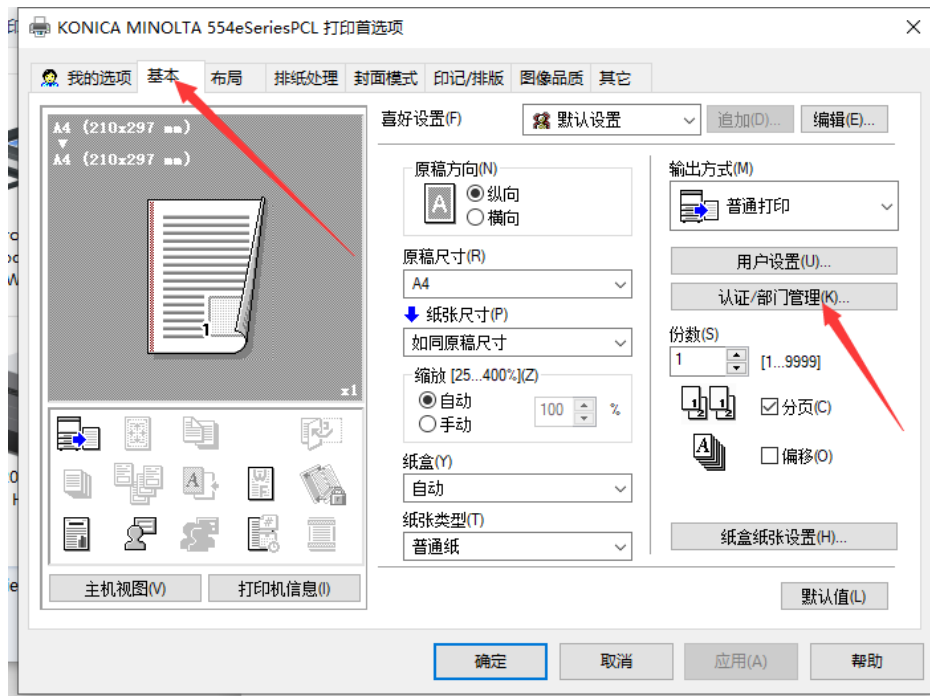 KONICA MINOLTA 554eSeriesPCL 打印首选项
我的选项 基本 布局 排纸处理 封面模式 印记/排版 图像品质 其它
A4 (210x297 mm)
A4 (210x297 mm)
1
x1
主机视图(V) 打印机信息(I)
喜好设置(F) 默认设置 追加(D)... 编辑(E)...
原稿方向(N)
A 纵向
横向
原稿尺寸(R)
A4
纸张尺寸(P)
如同原稿尺寸
缩放 [25...400%](Z)
自动
手动
100 %
纸盒(Y)
自动
纸张类型(T)
普通纸
输出方式(M)
普通打印
用户设置(U)...
认证/部门管理(K)...
份数(S)
1 [1...9999]
分页(C)
偏移(O)
纸盒纸张设置(H)...
默认值(L)
确定 取消 应用(A) 帮助